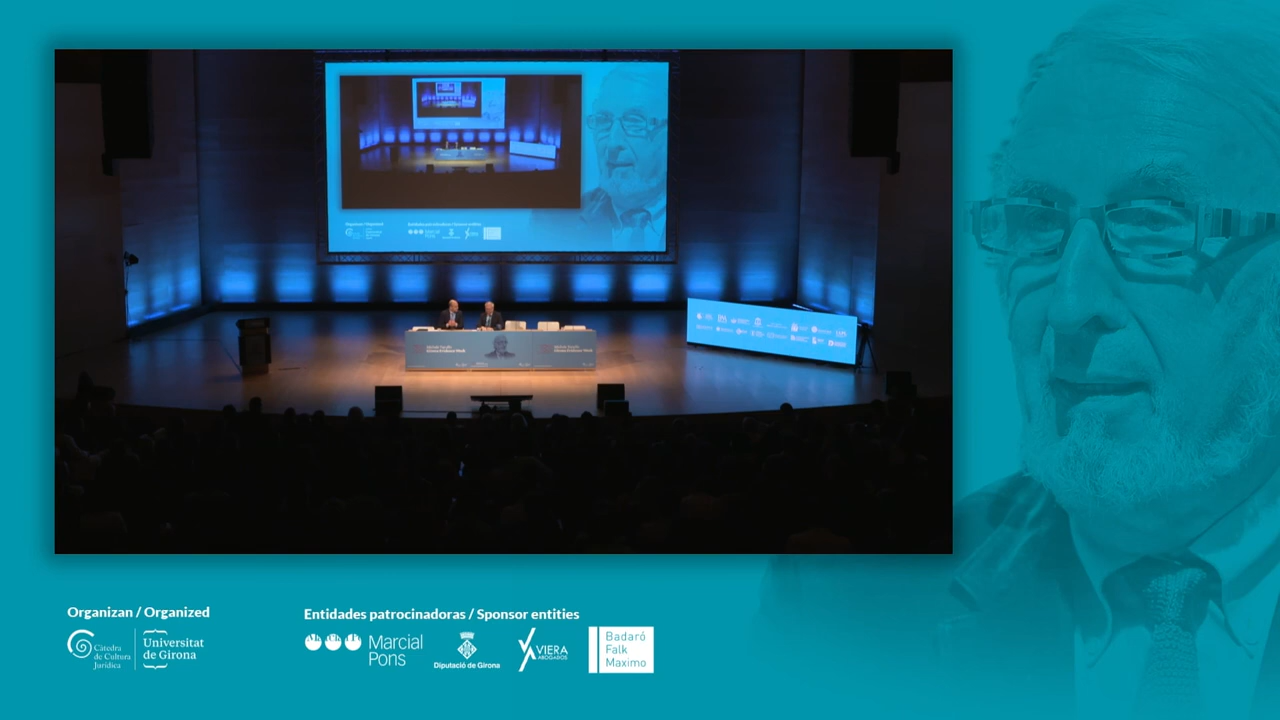 Organizan / Organized
Càtedra
de Cultura
Jurídica
Universitat
de Girona
Entidades patrocinadoras / Sponsor entities
Marcial
Pons
Diputació de Girona
VIERA
ABOGADOS
Badaró
Falk
Maximo